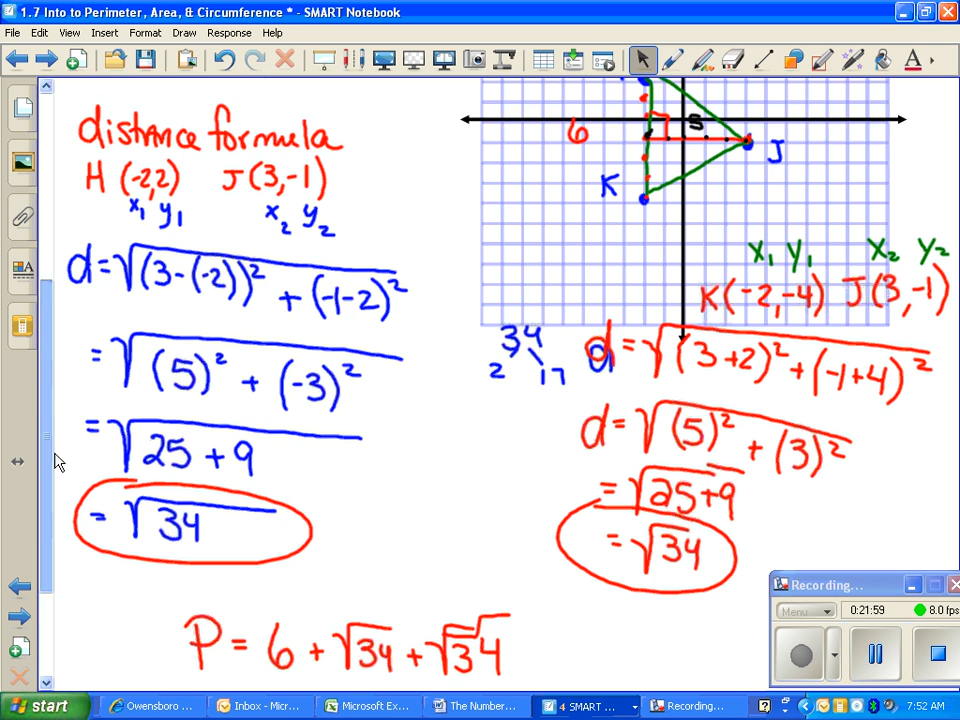 1.7 Into to Perimeter, Area, & Circumference * - SMART Notebook
File Edit View Insert Format Draw Response Help
distance formula
H (-2,2) J(3,-1)
x₁ y₁ x₂ y₂
d=√(3-(-2))² + (-1-2)²
= √(5)² + (-3)²
= √25 + 9
= √34
6
5
J
K
x₁ y₁ x₂ y₂
K(-2,-4) J(3,-1)
34
2 17
d = √(3+2)² + (-1+4)²
d = √(5)² + (3)²
= √25+9
= √34
P = 6 + √34 + √34
Recording...
Menu
0:21:59
8.0 fps
start
Owensboro ...
Inbox - Micros...
Microsoft Ex...
The Number...
4 SMART ...
Recording...
7:52 AM